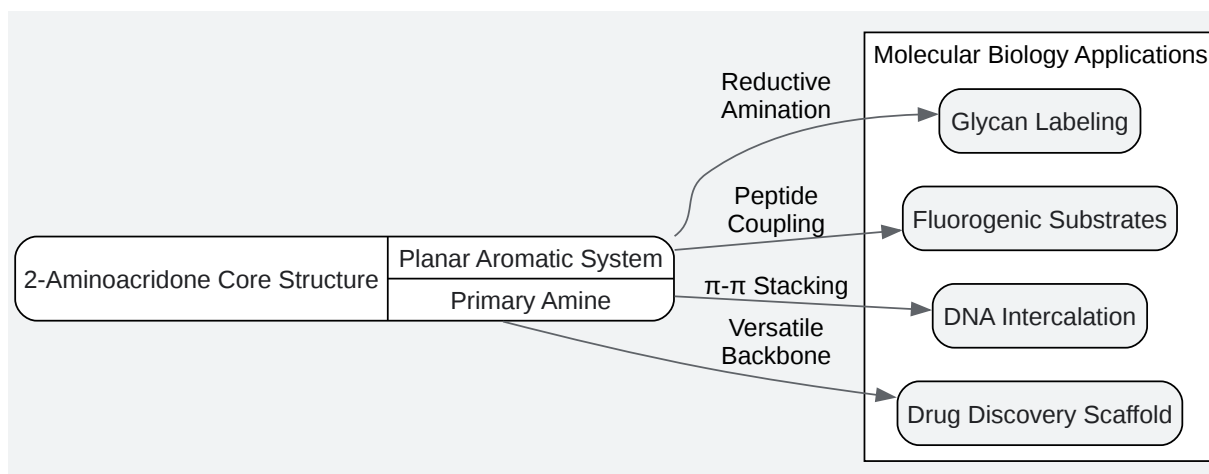 Molecular Biology Applications
Reductive
Amination
Glycan Labeling
Peptide
Coupling
Fluorogenic Substrates
2-Aminoacridone Core Structure
Planar Aromatic System
Primary Amine
π-π Stacking
DNA Intercalation
Versatile
Backbone
Drug Discovery Scaffold